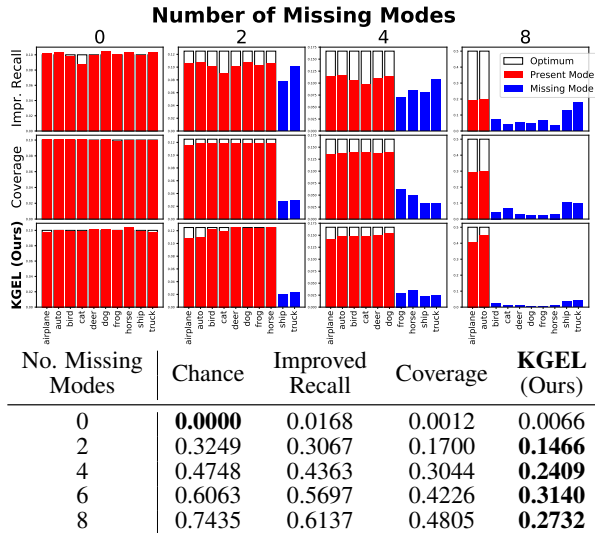 Number of Missing Modes
0 2 4 8
Impr. Recall
Optimum
Present Mode
Missing Mode
Coverage
KGEL (Ours)
airplane auto bird cat deer dog frog horse ship truck
airplane auto bird cat deer dog frog horse ship truck
airplane auto bird cat deer dog frog horse ship truck
airplane auto bird cat deer dog frog horse ship truck
No. Missing Modes Chance Improved Recall Coverage KGEL (Ours)
0 0.0000 0.0168 0.0012 0.0066
2 0.3249 0.3067 0.1700 0.1466
4 0.4748 0.4363 0.3044 0.2409
6 0.6063 0.5697 0.4226 0.3140
8 0.7435 0.6137 0.4805 0.2732